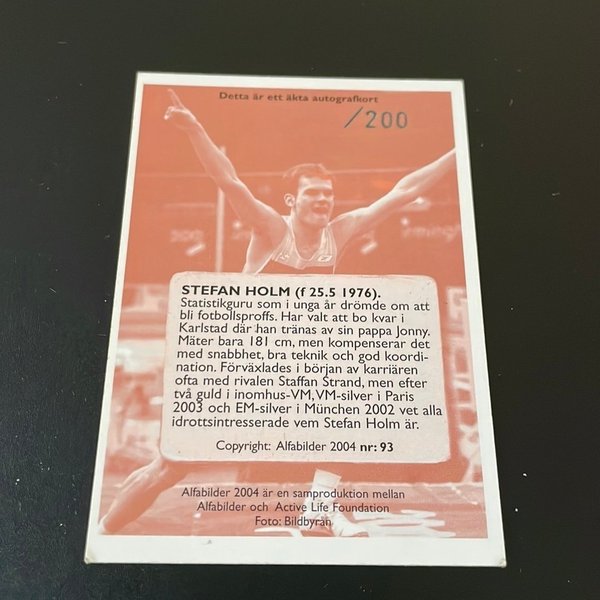 Detta är ett äkta autografkort
/200
STEFAN HOLM (f 25.5 1976).
Statistikguru som i unga år drömde om att
bli fotbollsproffs. Har valt att bo kvar i
Karlstad där han tränas av sin pappa Jonny.
Mäter bara 181 cm, men kompenserar det
med snabbhet, bra teknik och god koordi-
nation. Förväxlades i början av karriären
ofta med rivalen Staffan Strand, men efter
två guld i inomhus-VM, VM-silver i Paris
2003 och EM-silver i München 2002 vet alla
idrottsintresserade vem Stefan Holm är.
Copyright: Alfabilder 2004 nr: 93
Alfabilder 2004 är en samproduktion mellan
Alfabilder och Active Life Foundation
Foto: Bildbyrån